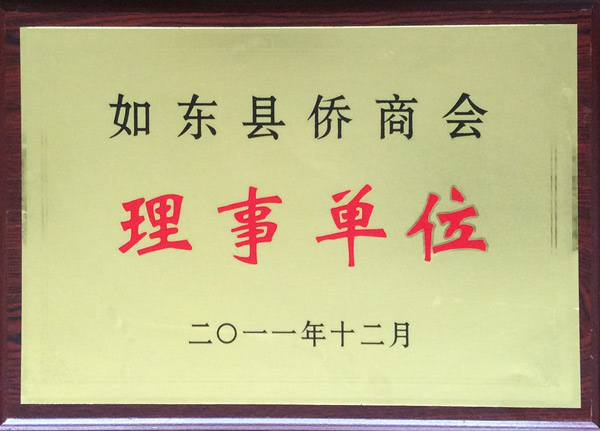 如东县侨商会
理事单位
二〇一一年十二月